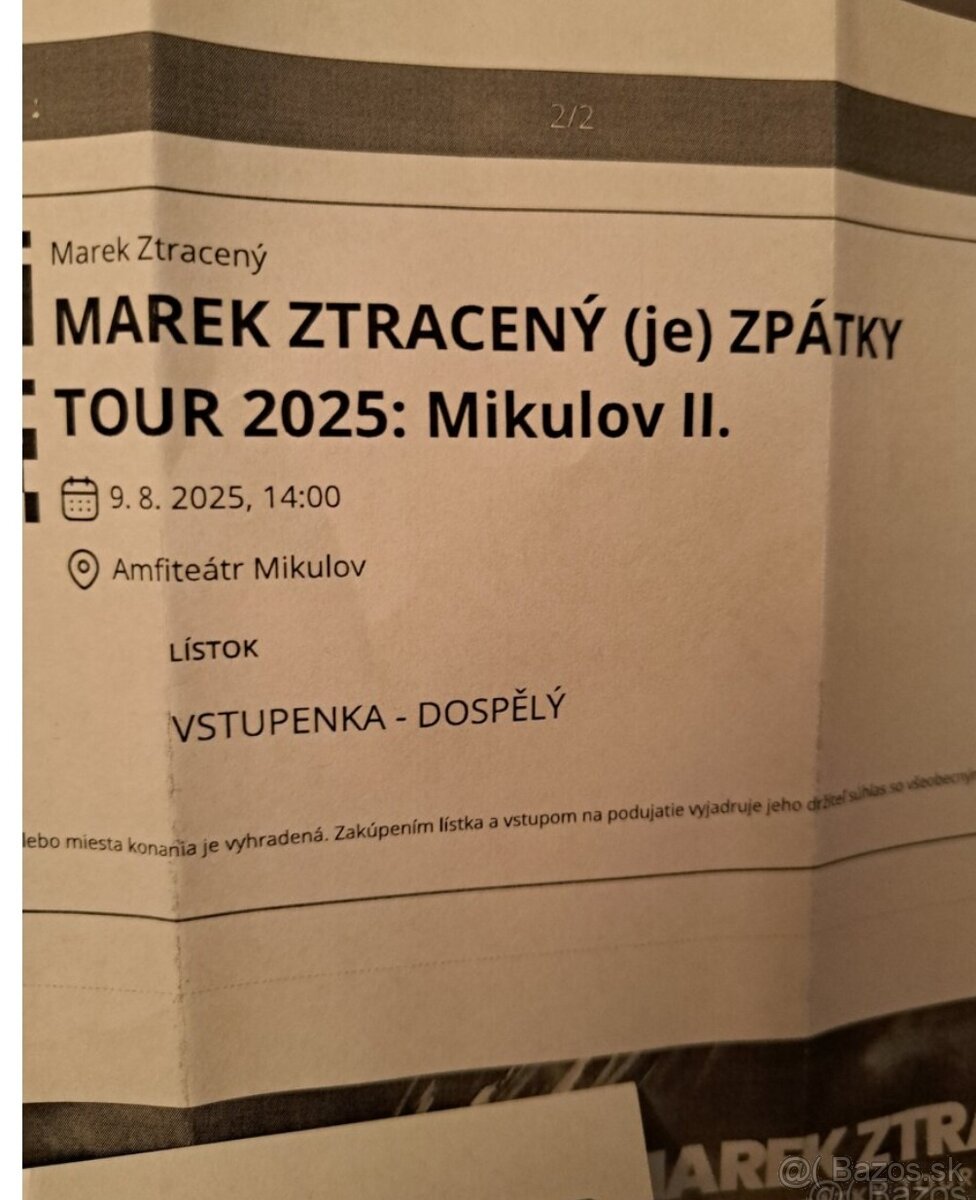 2/2
Marek Ztracený
MAREK ZTRACENÝ (je) ZPÁTKY
TOUR 2025: Mikulov II.
9. 8. 2025, 14:00
Amfiteátr Mikulov
LÍSTOK
VSTUPENKA - DOSPĚLÝ
lebo miesta konania je vyhradená. Zakúpením lístka a vstupom na podujatie vyjadruje jeho držiteľ súhlas so všeobecným
MAREK ZTRA
Bazos.sk
Bazos